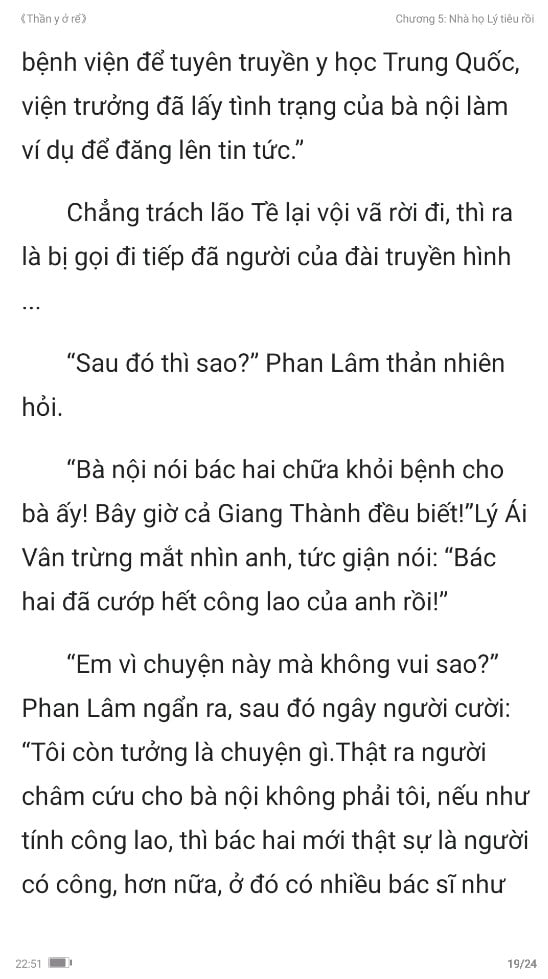 《Thần y ở rể》 Chương 5: Nhà họ Lý tiêu rồi
bệnh viện để tuyên truyền y học Trung Quốc,
viện trưởng đã lấy tình trạng của bà nội làm
ví dụ để đăng lên tin tức.”
Chẳng trách lão Tề lại vội vã rời đi, thì ra
là bị gọi đi tiếp đã người của đài truyền hình
...
“Sau đó thì sao?” Phan Lâm thản nhiên
hỏi.
“Bà nội nói bác hai chữa khỏi bệnh cho
bà ấy! Bây giờ cả Giang Thành đều biết!”Lý Ái
Vân trừng mắt nhìn anh, tức giận nói: “Bác
hai đã cướp hết công lao của anh rồi!”
“Em vì chuyện này mà không vui sao?”
Phan Lâm ngẩn ra, sau đó ngây người cười:
“Tôi còn tưởng là chuyện gì.Thật ra người
châm cứu cho bà nội không phải tôi, nếu như
tính công lao, thì bác hai mới thật sự là người
có công, hơn nữa, ở đó có nhiều bác sĩ như
22:51 19/24